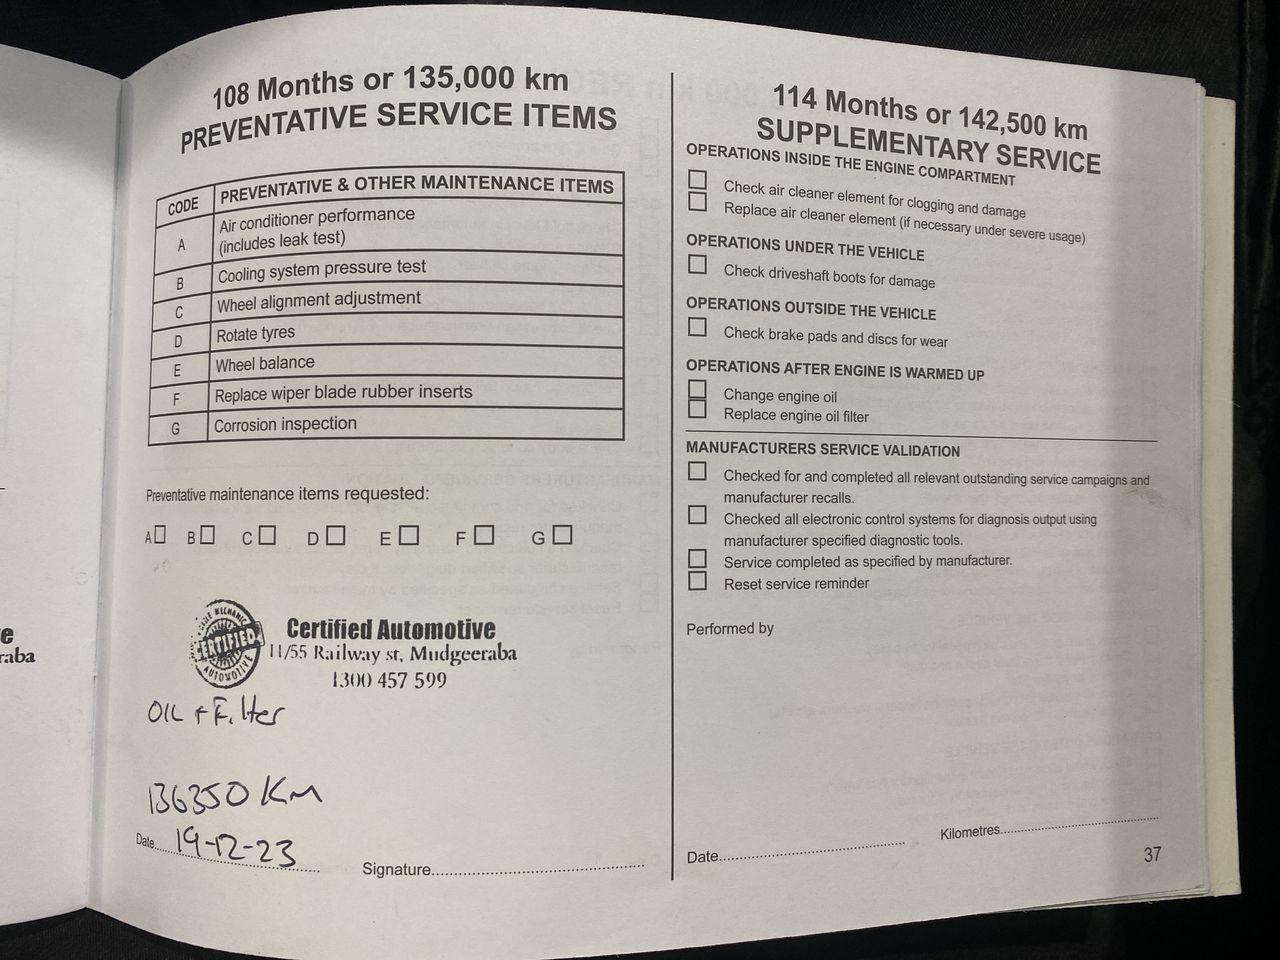 108 Months or 135,000 km
PREVENTATIVE SERVICE ITEMS
CODE PREVENTATIVE & OTHER MAINTENANCE ITEMS
A Air conditioner performance
(includes leak test)
B Cooling system pressure test
C Wheel alignment adjustment
D Rotate tyres
E Wheel balance
F Replace wiper blade rubber inserts
G Corrosion inspection
Preventative maintenance items requested:
A B C D E F G
CERTIFIED
AUTOMOTIVE
Certified Automotive
11/55 Railway st, Mudgeeraba
1300 457 599
OIL + Filter
136350 Km
Date 19-12-23
Signature
114 Months or 142,500 km
SUPPLEMENTARY SERVICE
OPERATIONS INSIDE THE ENGINE COMPARTMENT
Check air cleaner element for clogging and damage
Replace air cleaner element (if necessary under severe usage)
OPERATIONS UNDER THE VEHICLE
Check driveshaft boots for damage
OPERATIONS OUTSIDE THE VEHICLE
Check brake pads and discs for wear
OPERATIONS AFTER ENGINE IS WARMED UP
Change engine oil
Replace engine oil filter
MANUFACTURERS SERVICE VALIDATION
Checked for and completed all relevant outstanding service campaigns and
manufacturer recalls.
Checked all electronic control systems for diagnosis output using
manufacturer specified diagnostic tools.
Service completed as specified by manufacturer.
Reset service reminder
Performed by
Date
Kilometres
37